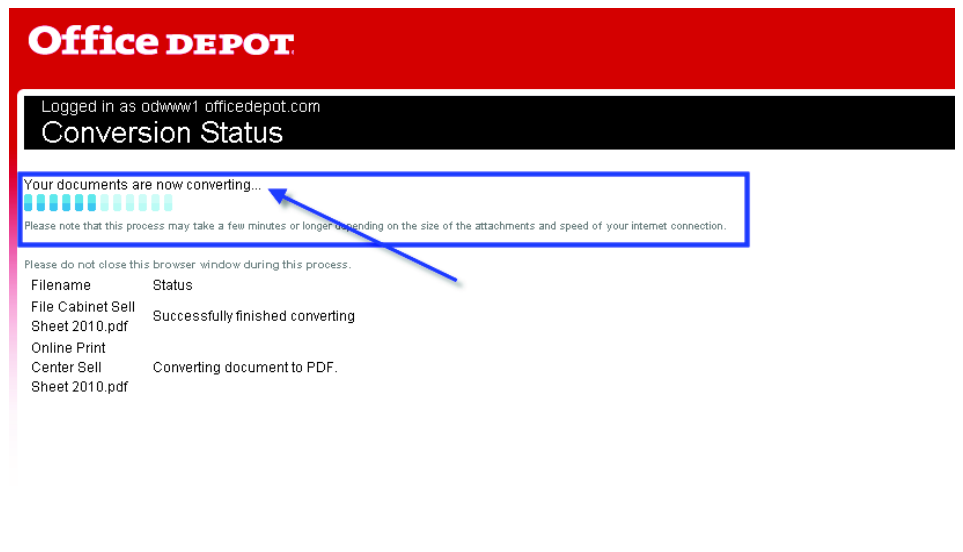 Office DEPOT
Logged in as odwww1 officedepot.com
Conversion Status
Your documents are now converting...
Please note that this process may take a few minutes or longer depending on the size of the attachments and speed of your internet connection.
Please do not close this browser window during this process.
Filename Status
File Cabinet Sell
Sheet 2010.pdf Successfully finished converting
Online Print
Center Sell Converting document to PDF.
Sheet 2010.pdf